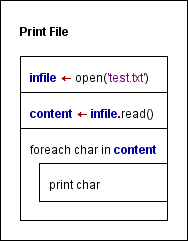 Print File
infile ← open('test.txt')
content ← infile.read()
foreach char in content
print char